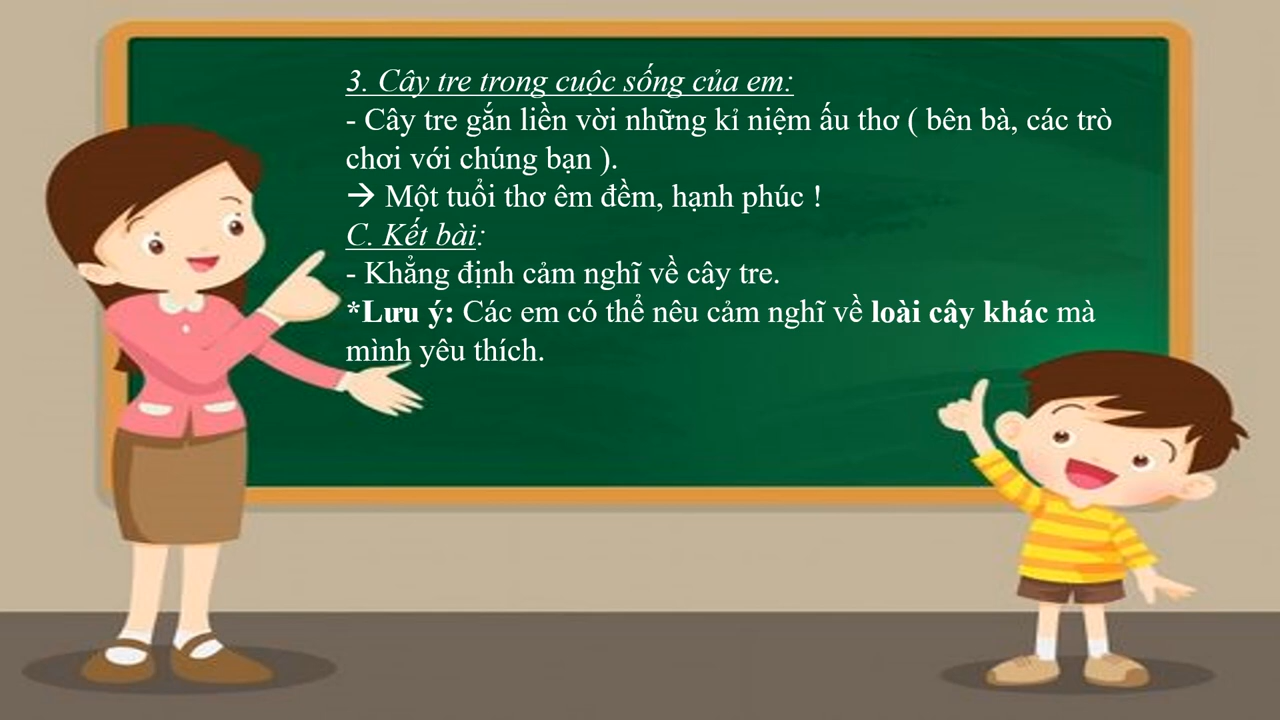 3. Cây tre trong cuộc sống của em:
- Cây tre gắn liền vời những kỉ niệm ấu thơ ( bên bà, các trò
chơi với chúng bạn ).
→ Một tuổi thơ êm đềm, hạnh phúc !
C. Kết bài:
- Khẳng định cảm nghĩ về cây tre.
*Lưu ý: Các em có thể nêu cảm nghĩ về loài cây khác mà
mình yêu thích.